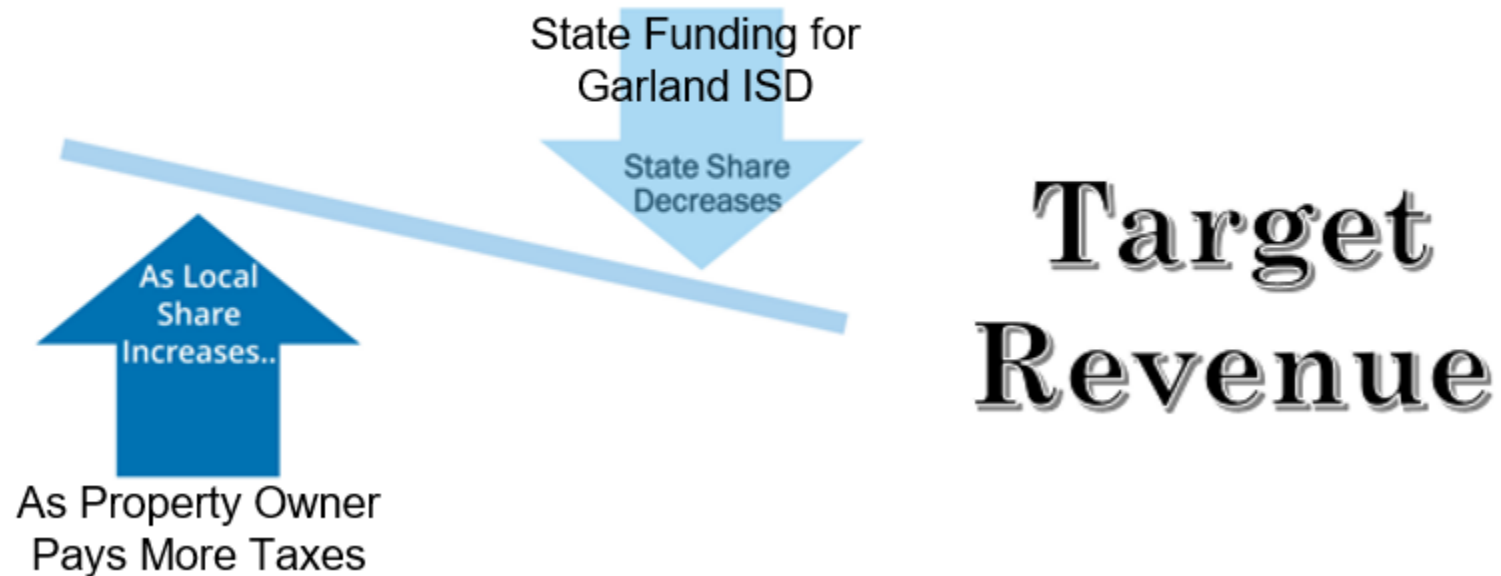 State Funding for
Garland ISD
State Share
Decreases
As Local
Share
Increases..
As Property Owner
Pays More Taxes
Target
Revenue